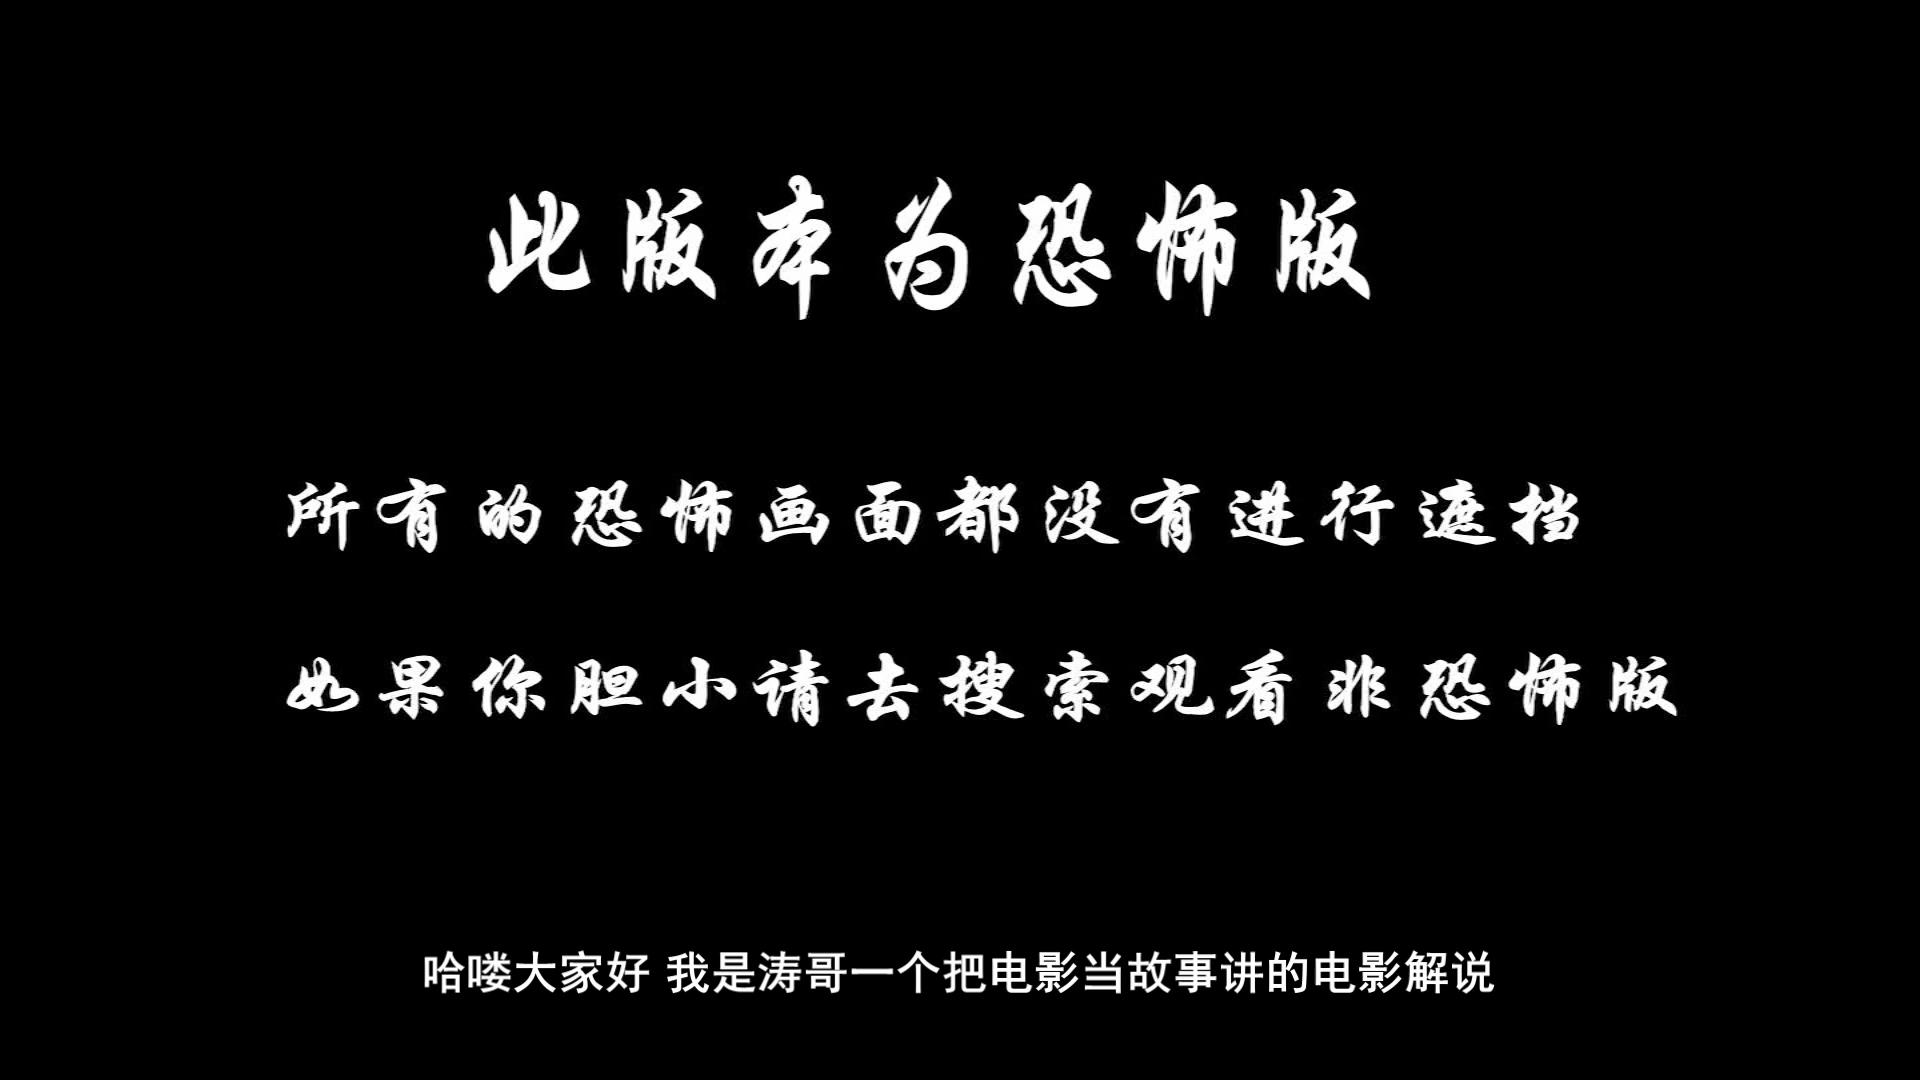 此版本为恐怖版
所有的恐怖画面都没有进行遮挡
如果你胆小请去搜索观看非恐怖版
哈喽大家好 我是涛哥一个把电影当故事讲的电影解说